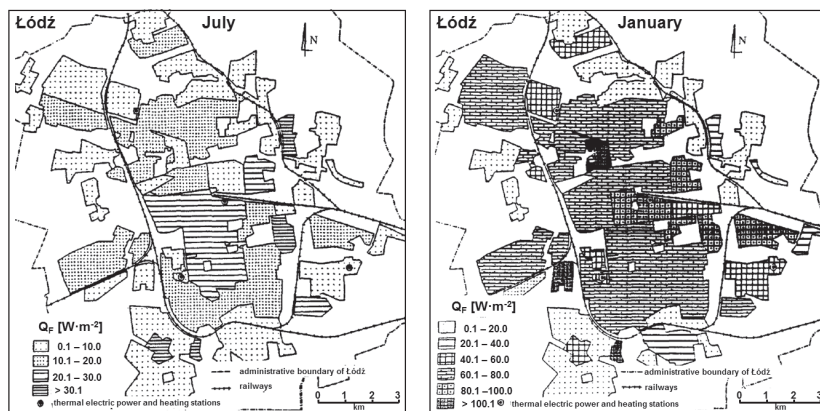 Łódź July
N
Q_F [W·m⁻²]
0.1 – 10.0
10.1 – 20.0
20.1 – 30.0
> 30.1
administrative boundary of Łódź
railways
thermal electric power and heating stations
0 1 2 3
km
Łódź January
N
Q_F [W·m⁻²]
0.1 – 20.0
20.1 – 40.0
40.1 – 60.0
60.1 – 80.0
80.1 –100.0
> 100.1
administrative boundary of Łódź
railways
thermal electric power and heating stations
0 1 2 3
km